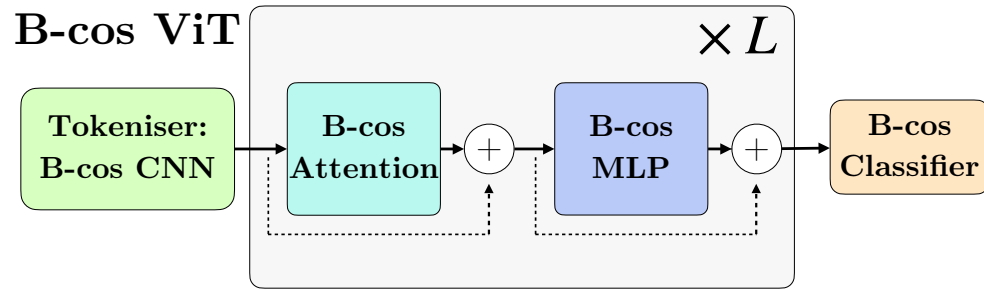 B-cos ViT
× L
Tokeniser:
B-cos CNN
B-cos
Attention
+
B-cos
MLP
+
B-cos
Classifier